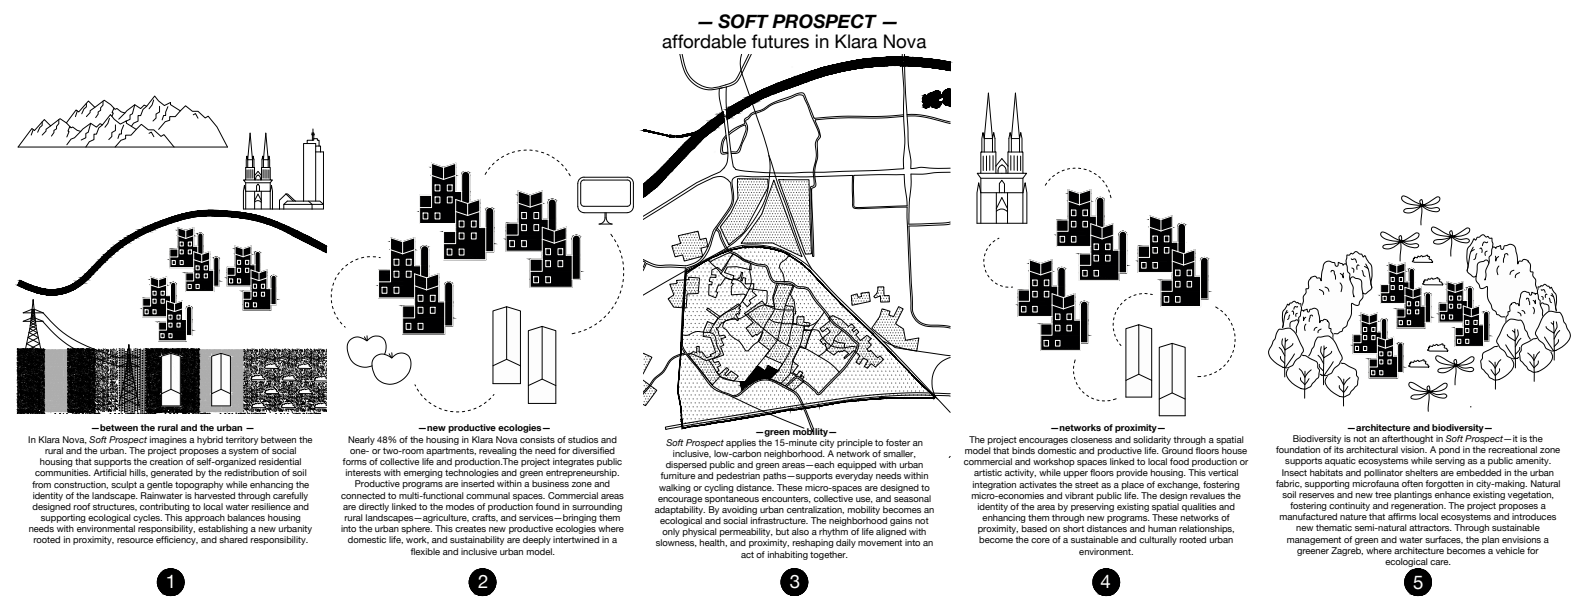 — SOFT PROSPECT —
affordable futures in Klara Nova
—between the rural and the urban —
In Klara Nova, Soft Prospect imagines a hybrid territory between the
rural and the urban. The project proposes a system of social
housing that supports the creation of self-organized residential
communities. Artificial hills, generated by the redistribution of soil
from construction, sculpt a gentle topography while enhancing the
identity of the landscape. Rainwater is harvested through carefully
designed roof structures, contributing to local water resilience and
supporting ecological cycles. This approach balances housing
needs with environmental responsibility, establishing a new urbanity
rooted in proximity, resource efficiency, and shared responsibility.
1
—new productive ecologies—
Nearly 48% of the housing in Klara Nova consists of studios and
one- or two-room apartments, revealing the need for diversified
forms of collective life and production.The project integrates public
interests with emerging technologies and green entrepreneurship.
Productive programs are inserted within a business zone and
connected to multi-functional communal spaces. Commercial areas
are directly linked to the modes of production found in surrounding
rural landscapes—agriculture, crafts, and services—bringing them
into the urban sphere. This creates new productive ecologies where
domestic life, work, and sustainability are deeply intertwined in a
flexible and inclusive urban model.
2
—green mobility—
Soft Prospect applies the 15-minute city principle to foster an
inclusive, low-carbon neighborhood. A network of smaller,
dispersed public and green areas—each equipped with urban
furniture and pedestrian paths—supports everyday needs within
walking or cycling distance. These micro-spaces are designed to
encourage spontaneous encounters, collective use, and seasonal
adaptability. By avoiding urban centralization, mobility becomes an
ecological and social infrastructure. The neighborhood gains not
only physical permeability, but also a rhythm of life aligned with
slowness, health, and proximity, reshaping daily movement into an
act of inhabiting together.
3
—networks of proximity—
The project encourages closeness and solidarity through a spatial
model that binds domestic and productive life. Ground floors house
commercial and workshop spaces linked to local food production or
artistic activity, while upper floors provide housing. This vertical
integration activates the street as a place of exchange, fostering
micro-economies and vibrant public life. The design revalues the
identity of the area by preserving existing spatial qualities and
enhancing them through new programs. These networks of
proximity, based on short distances and human relationships,
become the core of a sustainable and culturally rooted urban
environment.
4
—architecture and biodiversity—
Biodiversity is not an afterthought in Soft Prospect—it is the
foundation of its architectural vision. A pond in the recreational zone
supports aquatic ecosystems while serving as a public amenity.
Insect habitats and pollinator shelters are embedded in the urban
fabric, supporting microfauna often forgotten in city-making. Natural
soil reserves and new tree plantings enhance existing vegetation,
fostering continuity and regeneration. The project proposes a
manufactured nature that affirms local ecosystems and introduces
new thematic semi-natural attractors. Through sustainable
management of green and water surfaces, the plan envisions a
greener Zagreb, where architecture becomes a vehicle for
ecological care.
5